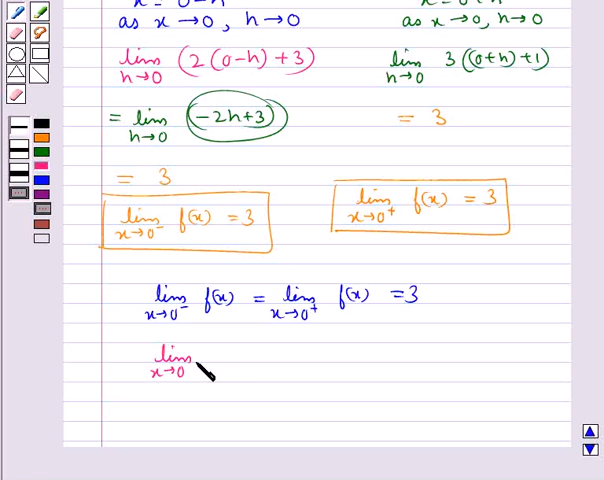 x = 0-h
as x→0, h→0
lim h→0 (2(0-h)+3)
= lim h→0 (-2h+3)
= 3
lim x→0⁻ f(x) = 3
as x→0, h→0
lim h→0 3((0+h)+1)
= 3
lim x→0⁺ f(x) = 3
lim x→0⁻ f(x) = lim x→0⁺ f(x) = 3
lim x→0